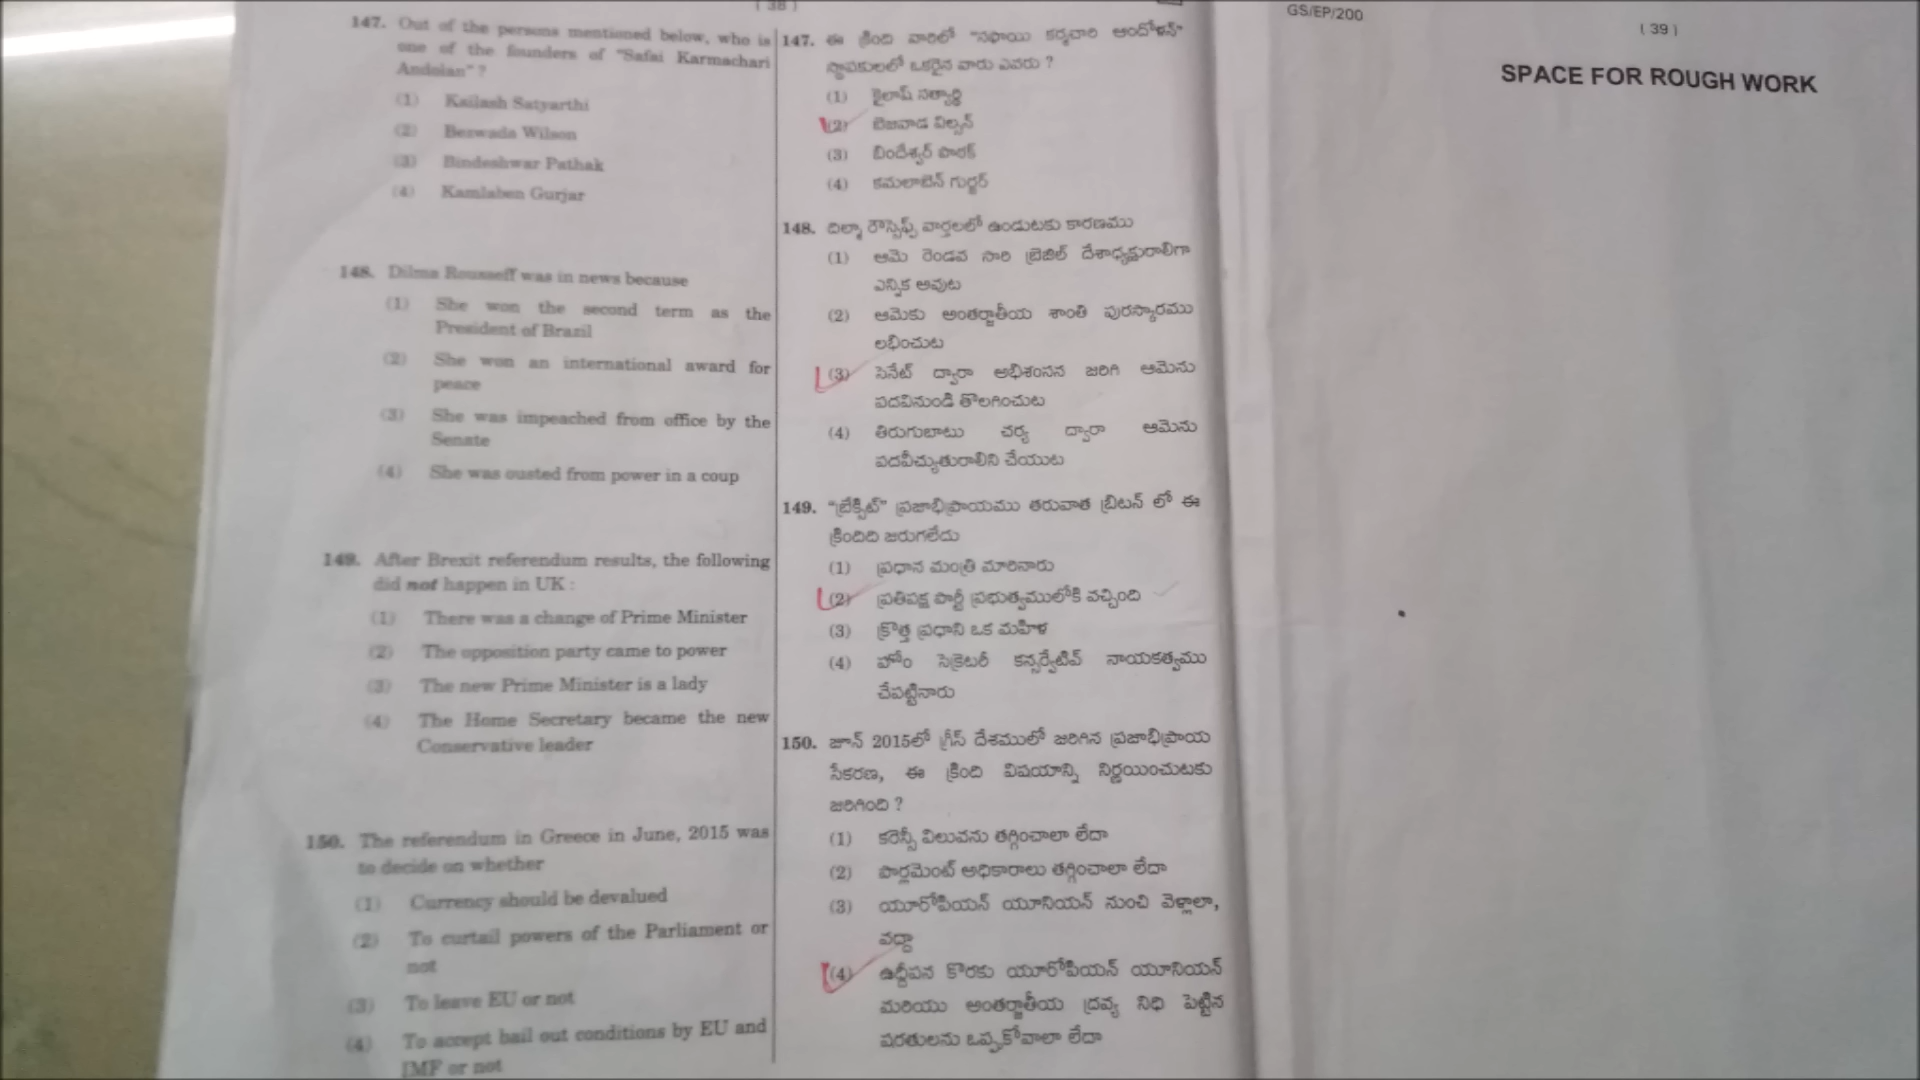 ( 38 )
147. Out of the persons mentioned below, who is
one of the founders of "Safai Karmachari
Andolan" ?
(1) Kailash Satyarthi
(2) Bezwada Wilson
(3) Bindeshwar Pathak
(4) Kamlaben Gurjar
148. Dilma Rousseff was in news because
(1) She won the second term as the
President of Brazil
(2) She won an international award for
peace
(3) She was impeached from office by the
Senate
(4) She was ousted from power in a coup
149. After Brexit referendum results, the following
did not happen in UK :
(1) There was a change of Prime Minister
(2) The opposition party came to power
(3) The new Prime Minister is a lady
(4) The Home Secretary became the new
Conservative leader
150. The referendum in Greece in June, 2015 was
to decide on whether
(1) Currency should be devalued
(2) To curtail powers of the Parliament or
not
(3) To leave EU or not
(4) To accept bail out conditions by EU and
IMF or not
147. ఈ క్రింది వారిలో "సఫాయి కర్మచారి ఆందోళన్"
స్థాపకులలో ఒకరైన వారు ఎవరు ?
(1) కైలాష్ సత్యార్థి
(2) బెజవాడ విల్సన్
(3) బిందేశ్వర్ పాఠక్
(4) కమలాబెన్ గుర్జర్
148. దిల్మా రౌస్సెఫ్ఫ్ వార్తలలో ఉండుటకు కారణము
(1) ఆమె రెండవ సారి బ్రెజిల్ దేశాధ్యక్షురాలిగా
ఎన్నిక అవుట
(2) ఆమెకు అంతర్జాతీయ శాంతి పురస్కారము
లభించుట
(3) సెనేట్ ద్వారా అభిశంసన జరిగి ఆమెను
పదవినుండి తొలగించుట
(4) తిరుగుబాటు చర్య ద్వారా ఆమెను
పదవీచ్యుతురాలిని చేయుట
149. "బ్రేక్సిట్" ప్రజాభిప్రాయము తరువాత బ్రిటన్ లో ఈ
క్రిందిది జరుగలేదు
(1) ప్రధాన మంత్రి మారినారు
(2) ప్రతిపక్ష పార్టీ ప్రభుత్వములోకి వచ్చింది
(3) క్రొత్త ప్రధాని ఒక మహిళ
(4) హోం సెక్రెటరీ కన్సర్వేటివ్ నాయకత్వము
చేపట్టినారు
150. జూన్ 2015లో గ్రీస్ దేశములో జరిగిన ప్రజాభిప్రాయ
సేకరణ, ఈ క్రింది విషయాన్ని నిర్ణయించుటకు
జరిగింది ?
(1) కరెన్సీ విలువను తగ్గించాలా లేదా
(2) పార్లమెంట్ అధికారాలు తగ్గించాలా లేదా
(3) యూరోపియన్ యూనియన్ నుంచి వెళ్లాలా,
వద్దా
(4) ఉద్దీపన కొరకు యూరోపియన్ యూనియన్
మరియు అంతర్జాతీయ ద్రవ్య నిధి పెట్టిన
షరతులను ఒప్పుకోవాలా లేదా
GS/EP/200
( 39 )
SPACE FOR ROUGH WORK